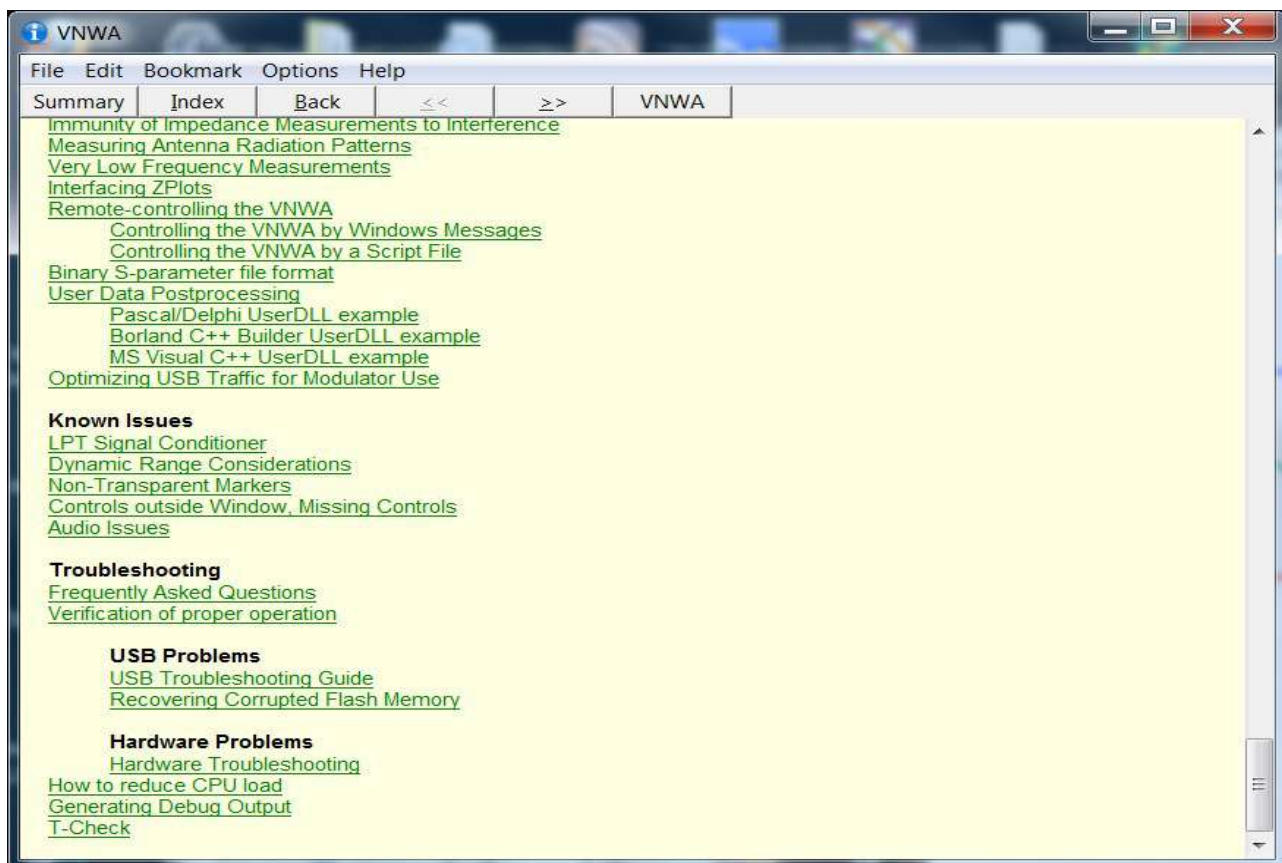 VNWA
File Edit Bookmark Options Help
Summary Index Back << >> VNWA
Immunity of Impedance Measurements to Interference
Measuring Antenna Radiation Patterns
Very Low Frequency Measurements
Interfacing ZPlots
Remote-controlling the VNWA
Controlling the VNWA by Windows Messages
Controlling the VNWA by a Script File
Binary S-parameter file format
User Data Postprocessing
Pascal/Delphi UserDLL example
Borland C++ Builder UserDLL example
MS Visual C++ UserDLL example
Optimizing USB Traffic for Modulator Use
Known Issues
LPT Signal Conditioner
Dynamic Range Considerations
Non-Transparent Markers
Controls outside Window, Missing Controls
Audio Issues
Troubleshooting
Frequently Asked Questions
Verification of proper operation
USB Problems
USB Troubleshooting Guide
Recovering Corrupted Flash Memory
Hardware Problems
Hardware Troubleshooting
How to reduce CPU load
Generating Debug Output
T-Check